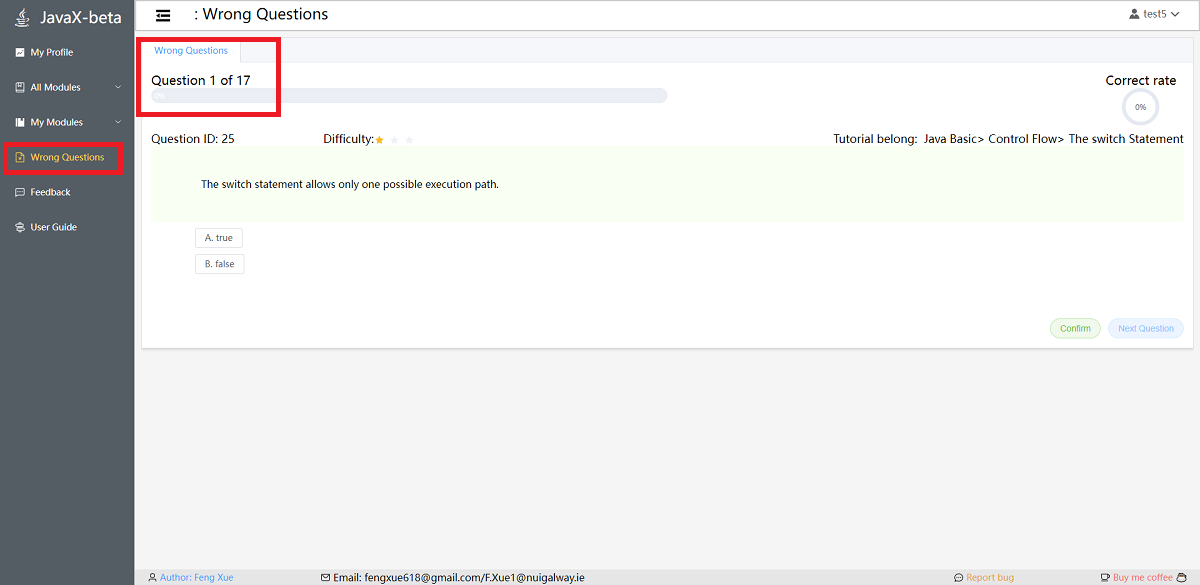 JavaX-beta
My Profile
All Modules
My Modules
Wrong Questions
Feedback
User Guide
: Wrong Questions
test5
Wrong Questions
Question 1 of 17
Correct rate
0%
Question ID: 25
Difficulty:
Tutorial belong: Java Basic> Control Flow> The switch Statement
The switch statement allows only one possible execution path.
A. true
B. false
Confirm
Next Question
Author: Feng Xue
Email: fengxue618@gmail.com/F.Xue1@nuigalway.ie
Report bug
Buy me coffee